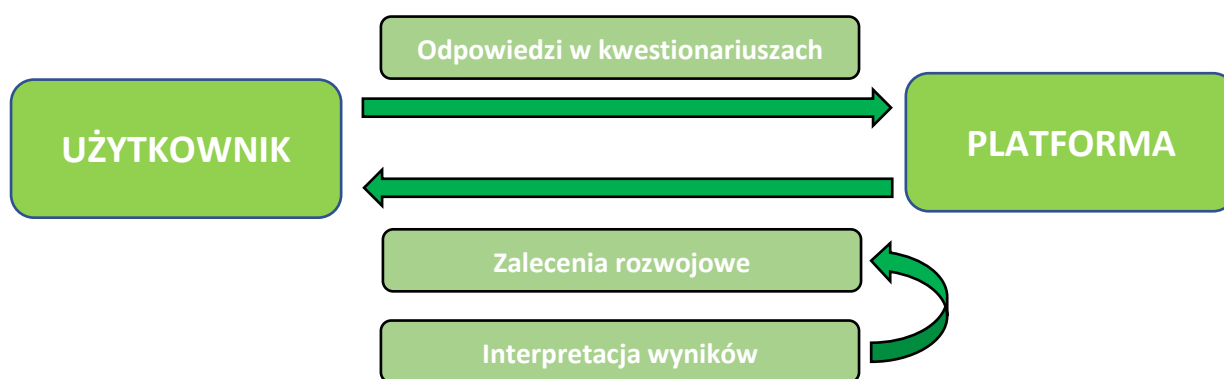 Odpowiedzi w kwestionariuszach
UŻYTKOWNIK
PLATFORMA
Zalecenia rozwojowe
Interpretacja wyników